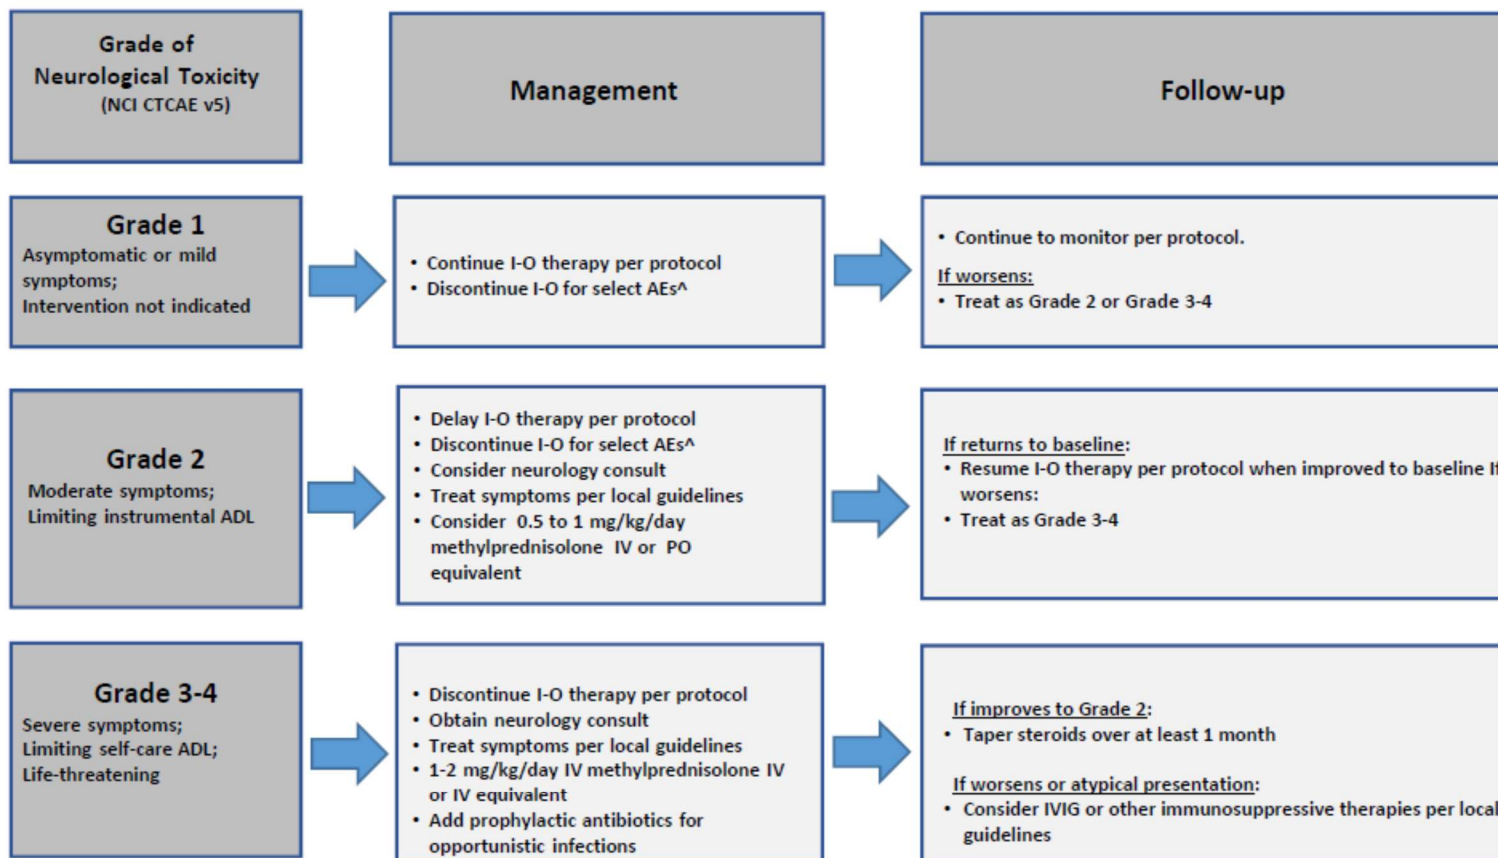 Grade of
Neurological Toxicity
(NCI CTCAE v5)
Management
Follow-up
Grade 1
Asymptomatic or mild
symptoms;
Intervention not indicated
• Continue I-O therapy per protocol
• Discontinue I-O for select AEs^
• Continue to monitor per protocol.
If worsens:
• Treat as Grade 2 or Grade 3-4
Grade 2
Moderate symptoms;
Limiting instrumental ADL
• Delay I-O therapy per protocol
• Discontinue I-O for select AEs^
• Consider neurology consult
• Treat symptoms per local guidelines
• Consider 0.5 to 1 mg/kg/day
methylprednisolone IV or PO
equivalent
If returns to baseline:
• Resume I-O therapy per protocol when improved to baseline If
worsens:
• Treat as Grade 3-4
Grade 3-4
Severe symptoms;
Limiting self-care ADL;
Life-threatening
• Discontinue I-O therapy per protocol
• Obtain neurology consult
• Treat symptoms per local guidelines
• 1-2 mg/kg/day IV methylprednisolone IV
or IV equivalent
• Add prophylactic antibiotics for
opportunistic infections
If improves to Grade 2:
• Taper steroids over at least 1 month
If worsens or atypical presentation:
• Consider IVIG or other immunosuppressive therapies per local
guidelines